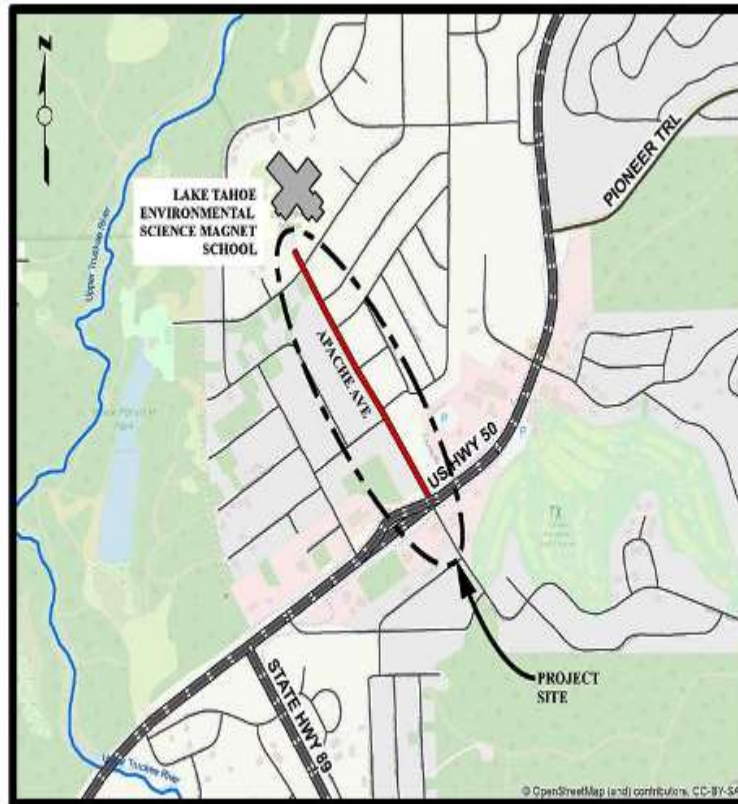 Z
PIONEER TRL
LAKE TAHOE
ENVIRONMENTAL
SCIENCE MAGNET
SCHOOL
Upper Truckee River
APACHE AVE
US HWY 50
P
P
PROJECT
SITE
STATE HWY 89
Upper Truckee River
© OpenStreetMap (and) contributors, CC-BY-SA